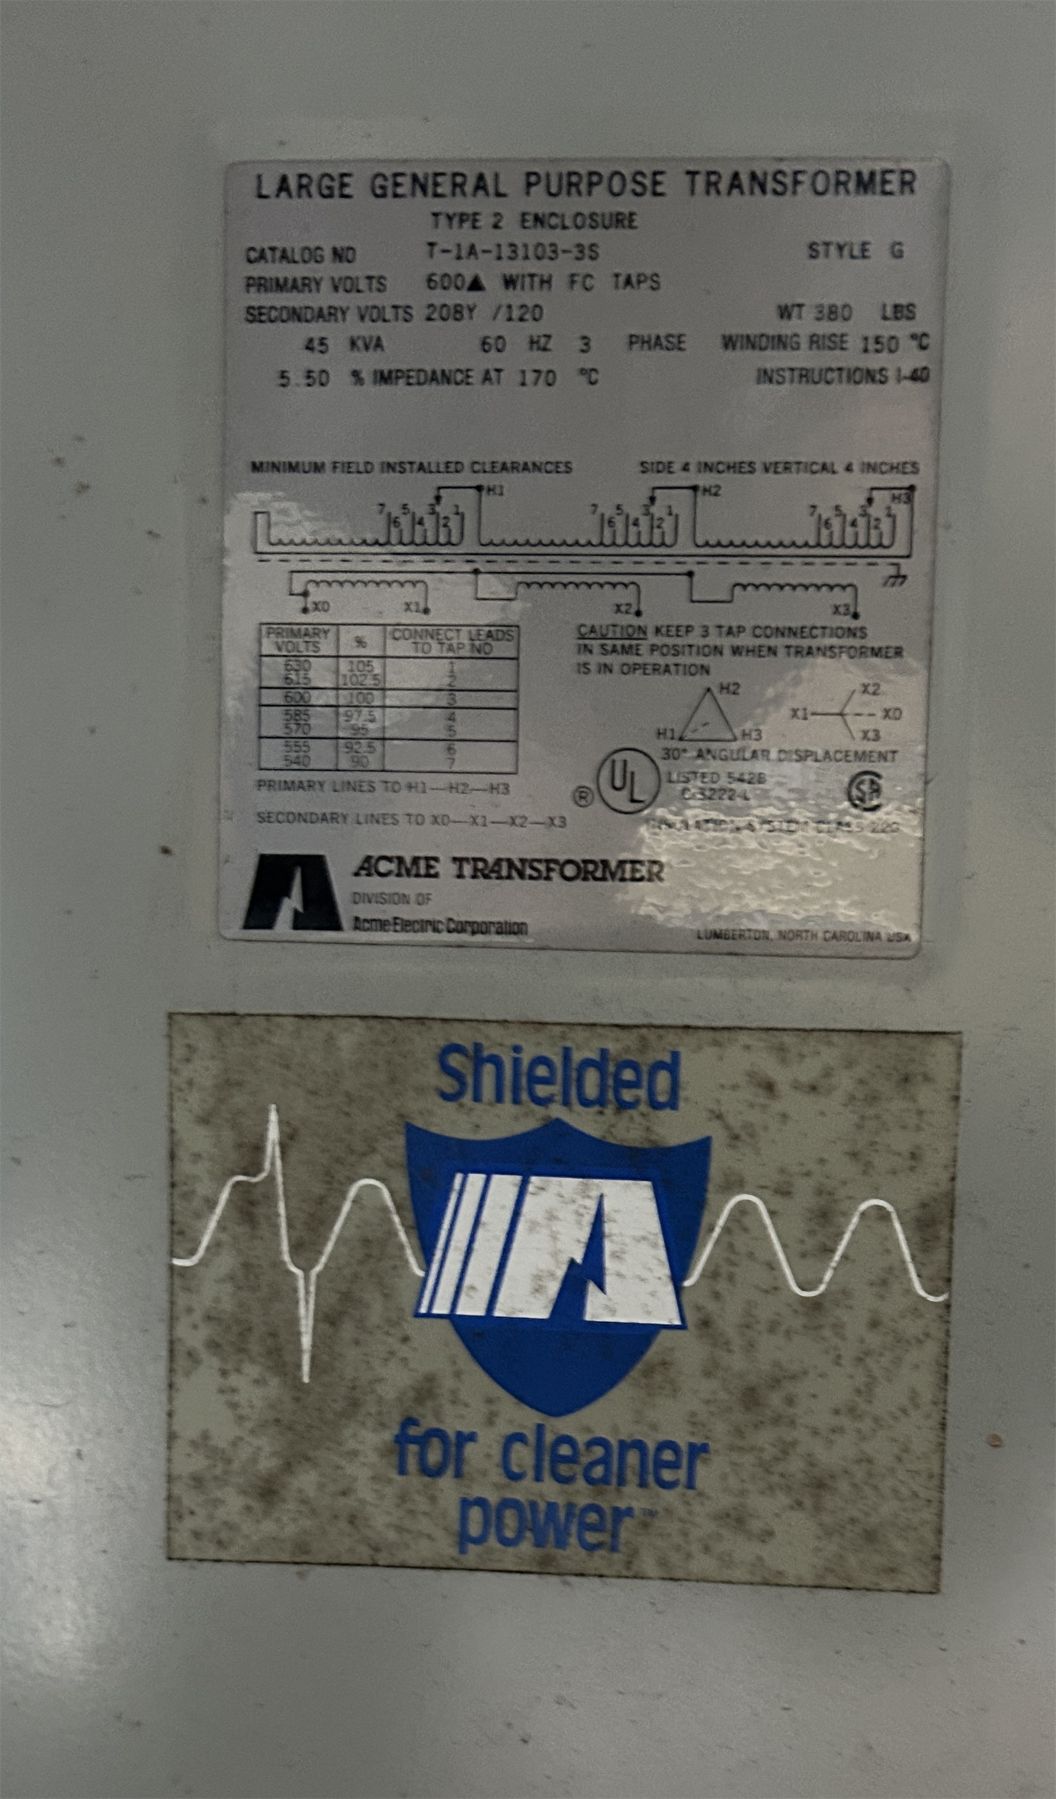 LARGE GENERAL PURPOSE TRANSFORMER
TYPE 2 ENCLOSURE
CATALOG NO T-1A-13103-3S STYLE G
PRIMARY VOLTS 600▲ WITH FC TAPS
SECONDARY VOLTS 208Y /120 WT 380 LBS
45 KVA 60 HZ 3 PHASE WINDING RISE 150 °C
5.50 % IMPEDANCE AT 170 °C INSTRUCTIONS I-40
MINIMUM FIELD INSTALLED CLEARANCES SIDE 4 INCHES VERTICAL 4 INCHES
H1 H2 H3
7 6 5 4 3 2 1 7 6 5 4 3 2 1 7 6 5 4 3 2 1
X0 X1 X2 X3
PRIMARY VOLTS % CONNECT LEADS TO TAP NO
630 105 1
615 102.5 2
600 100 3
585 97.5 4
570 95 5
555 92.5 6
540 90 7
PRIMARY LINES TO H1—H2—H3
SECONDARY LINES TO X0—X1—X2—X3
CAUTION KEEP 3 TAP CONNECTIONS
IN SAME POSITION WHEN TRANSFORMER
IS IN OPERATION
H2 X2
H1 H3 X1 X0
X3
30° ANGULAR DISPLACEMENT
UL ® LISTED 542B SA
INSULATION SYSTEM CLASS 220
ACME TRANSFORMER
DIVISION OF
Acme Electric Corporation
LUMBERTON, NORTH CAROLINA USA
Shielded
for cleaner
power™